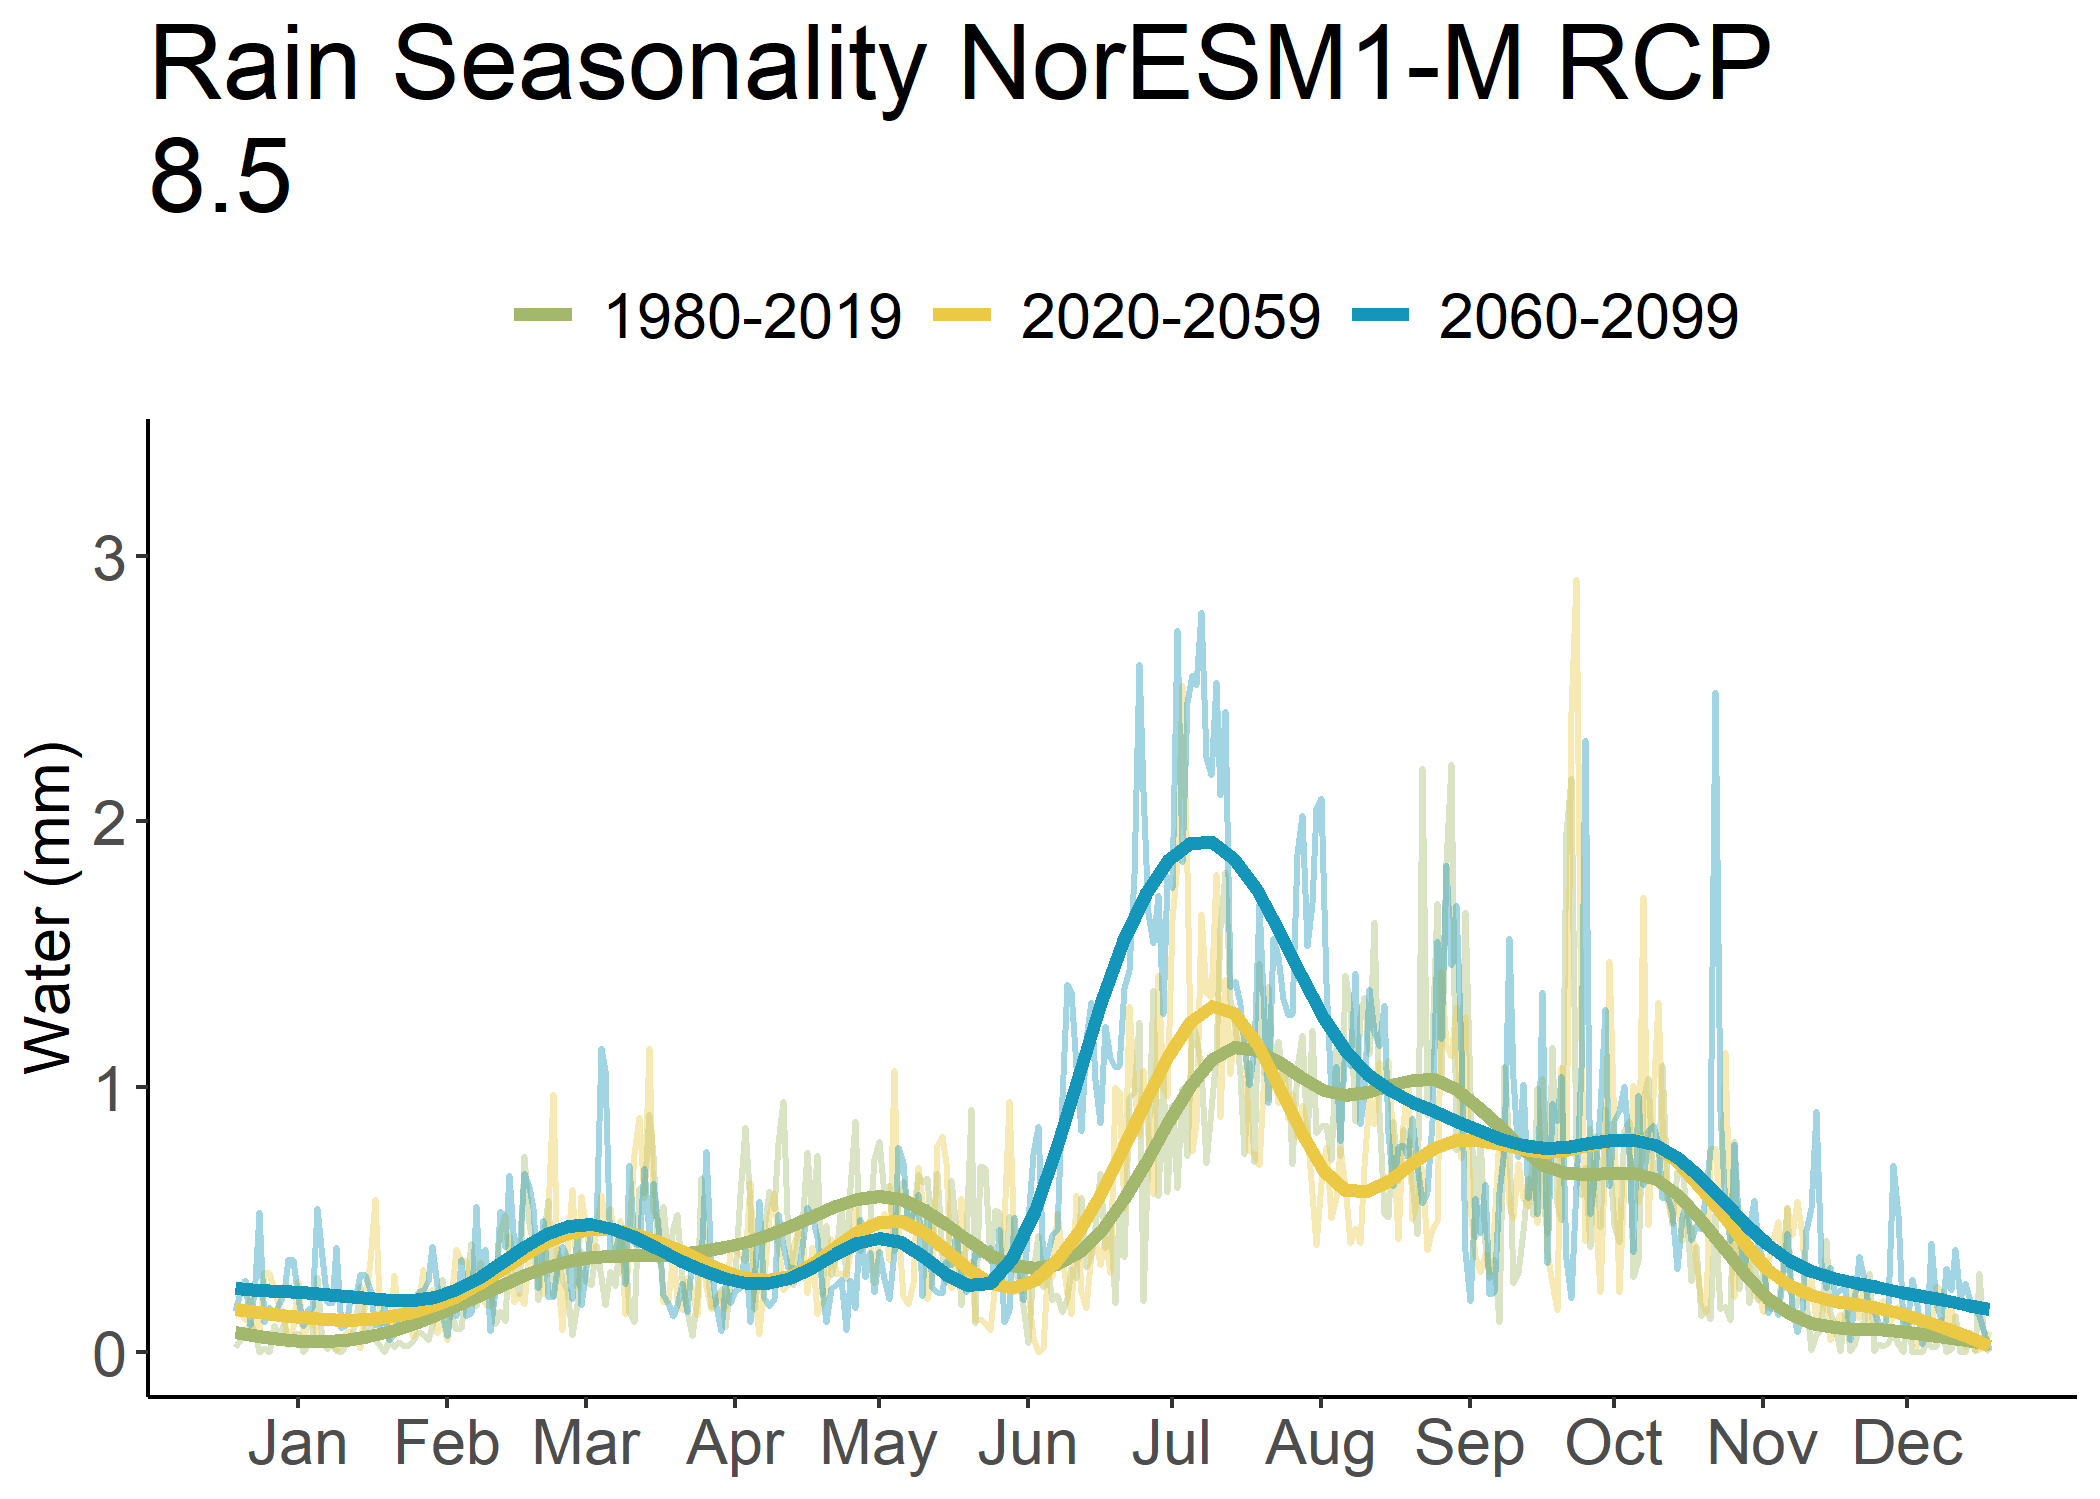 Rain Seasonality NorESM1-M RCP
8.5
1980-2019 2020-2059 2060-2099
Water (mm)
3
2
1
0
Jan Feb Mar Apr May Jun Jul Aug Sep Oct Nov Dec